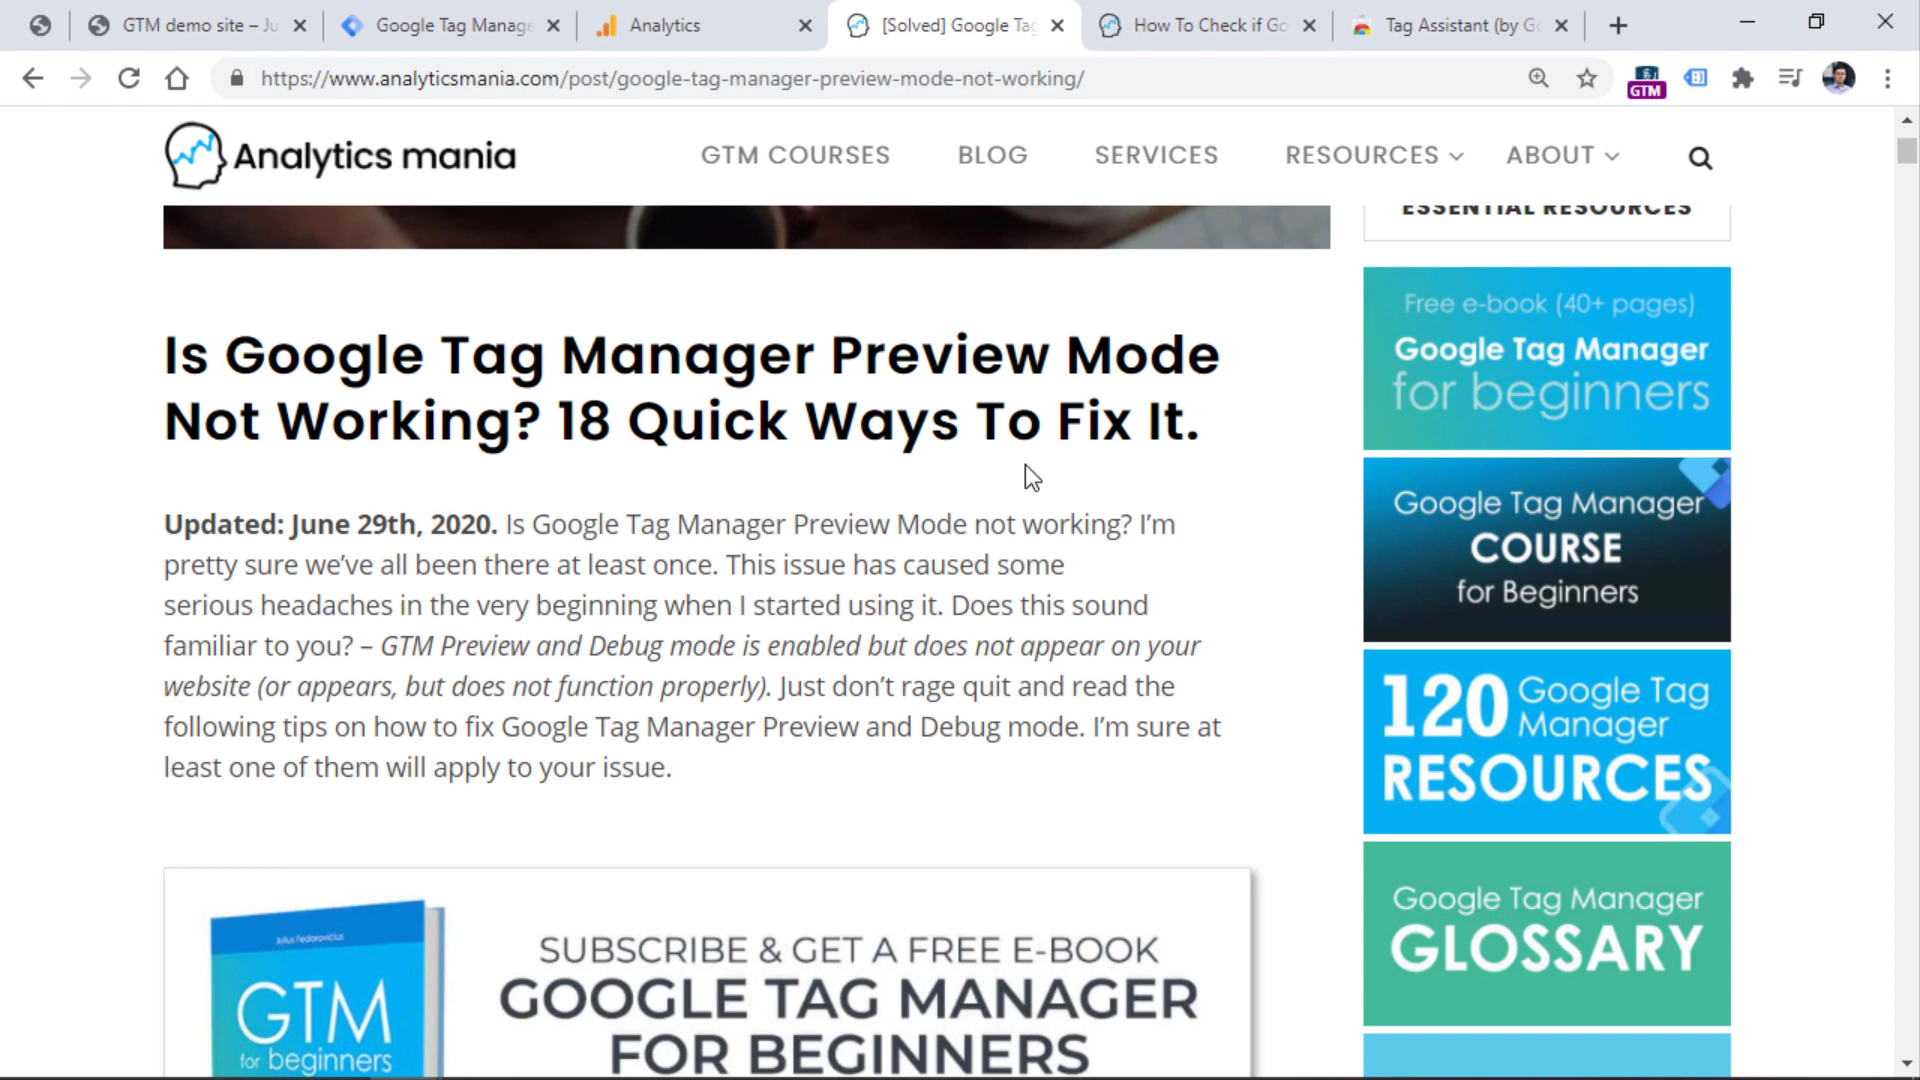 GTM demo site – Ju
Google Tag Manage
Analytics
[Solved] Google Tag
How To Check if Go
Tag Assistant (by Go
https://www.analyticsmania.com/post/google-tag-manager-preview-mode-not-working/
GTM
Analytics mania
GTM COURSES
BLOG
SERVICES
RESOURCES
ABOUT
ESSENTIAL RESOURCES
Is Google Tag Manager Preview Mode
Not Working? 18 Quick Ways To Fix It.
Updated: June 29th, 2020. Is Google Tag Manager Preview Mode not working? I'm
pretty sure we've all been there at least once. This issue has caused some
serious headaches in the very beginning when I started using it. Does this sound
familiar to you? – GTM Preview and Debug mode is enabled but does not appear on your
website (or appears, but does not function properly). Just don't rage quit and read the
following tips on how to fix Google Tag Manager Preview and Debug mode. I'm sure at
least one of them will apply to your issue.
Julius Fedorovicius
GTM
for beginners
SUBSCRIBE & GET A FREE E-BOOK
GOOGLE TAG MANAGER
FOR BEGINNERS
Free e-book (40+ pages)
Google Tag Manager
for beginners
Google Tag Manager
COURSE
for Beginners
120 Google Tag
Manager
RESOURCES
Google Tag Manager
GLOSSARY